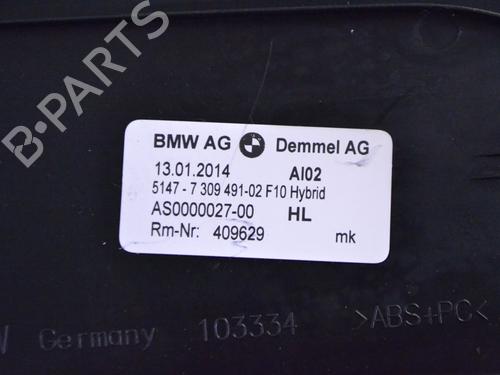 B-PARTS
BMW AG Demmel AG
13.01.2014 AI02
5147 - 7 309 491-02 F10 Hybrid
AS0000027-00 HL
Rm-Nr: 409629 mk
Germany 103334 >ABS+PC<